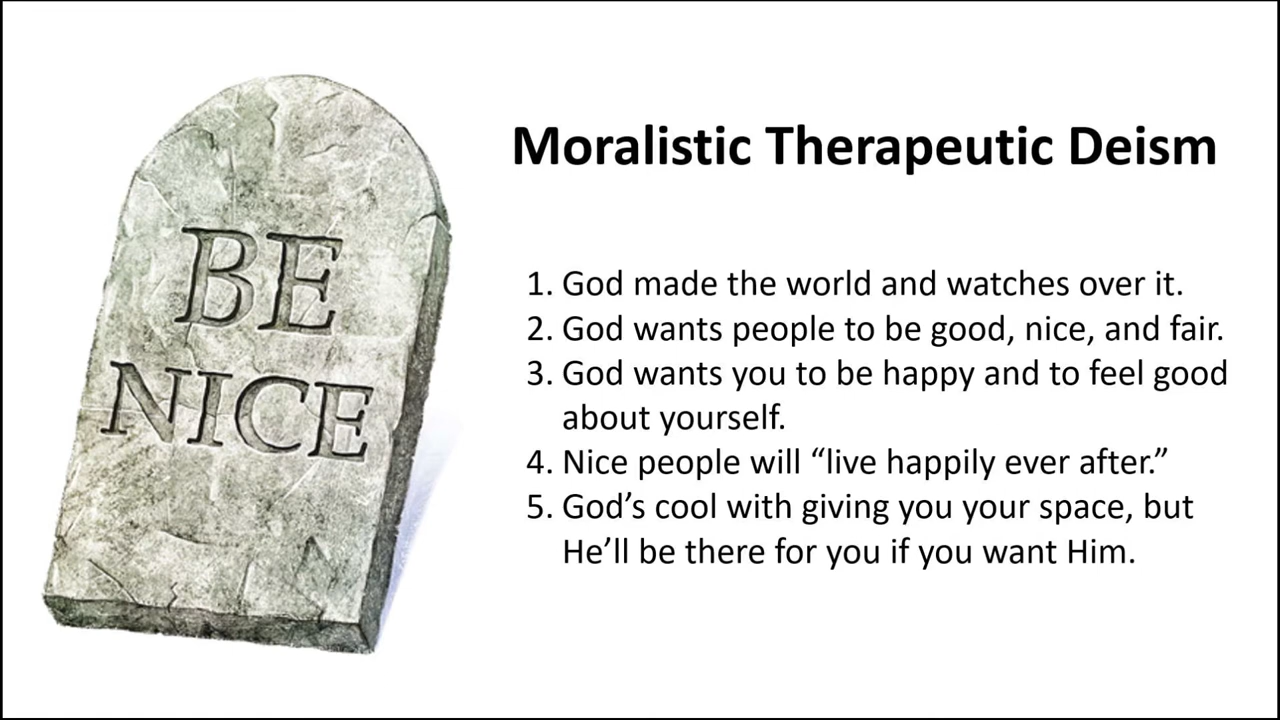 BE
NICE
Moralistic Therapeutic Deism
1. God made the world and watches over it.
2. God wants people to be good, nice, and fair.
3. God wants you to be happy and to feel good
about yourself.
4. Nice people will “live happily ever after.”
5. God’s cool with giving you your space, but
He’ll be there for you if you want Him.